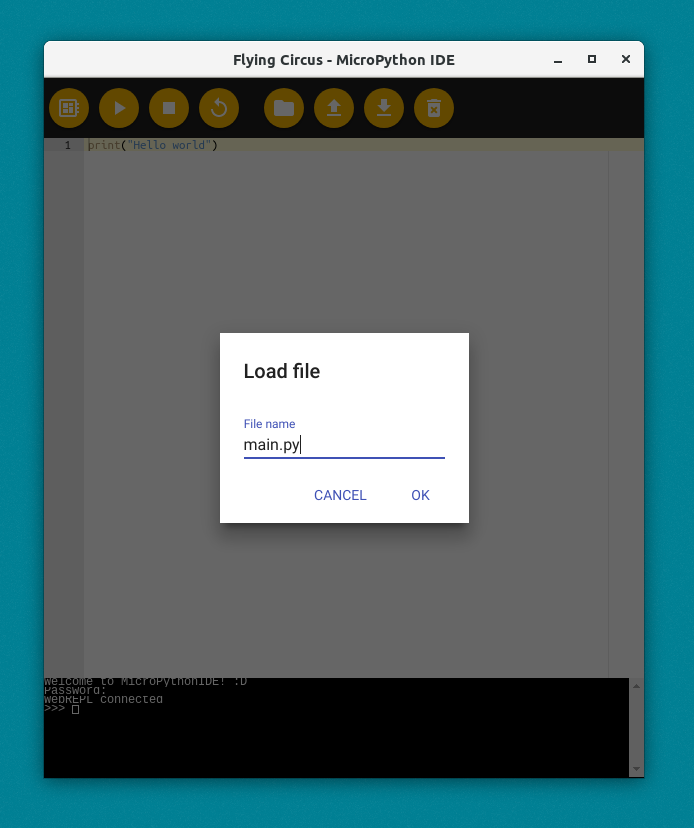 Flying Circus - MicroPython IDE
1 print("Hello world")
Load file
File name
main.py
CANCEL OK
Welcome to MicroPythonIDE! :D
Password:
WebREPL connected
>>>